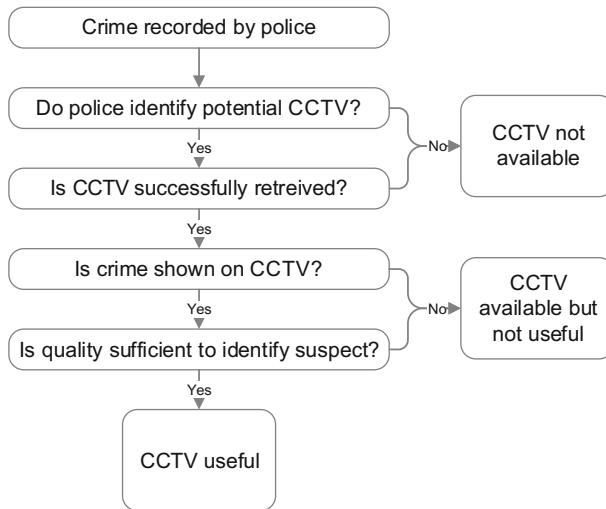 Crime recorded by police
Do police identify potential CCTV?
Yes
No
CCTV not
available
Is CCTV successfully retreived?
Yes
Is crime shown on CCTV?
Yes
No
CCTV
available but
not useful
Is quality sufficient to identify suspect?
Yes
CCTV useful